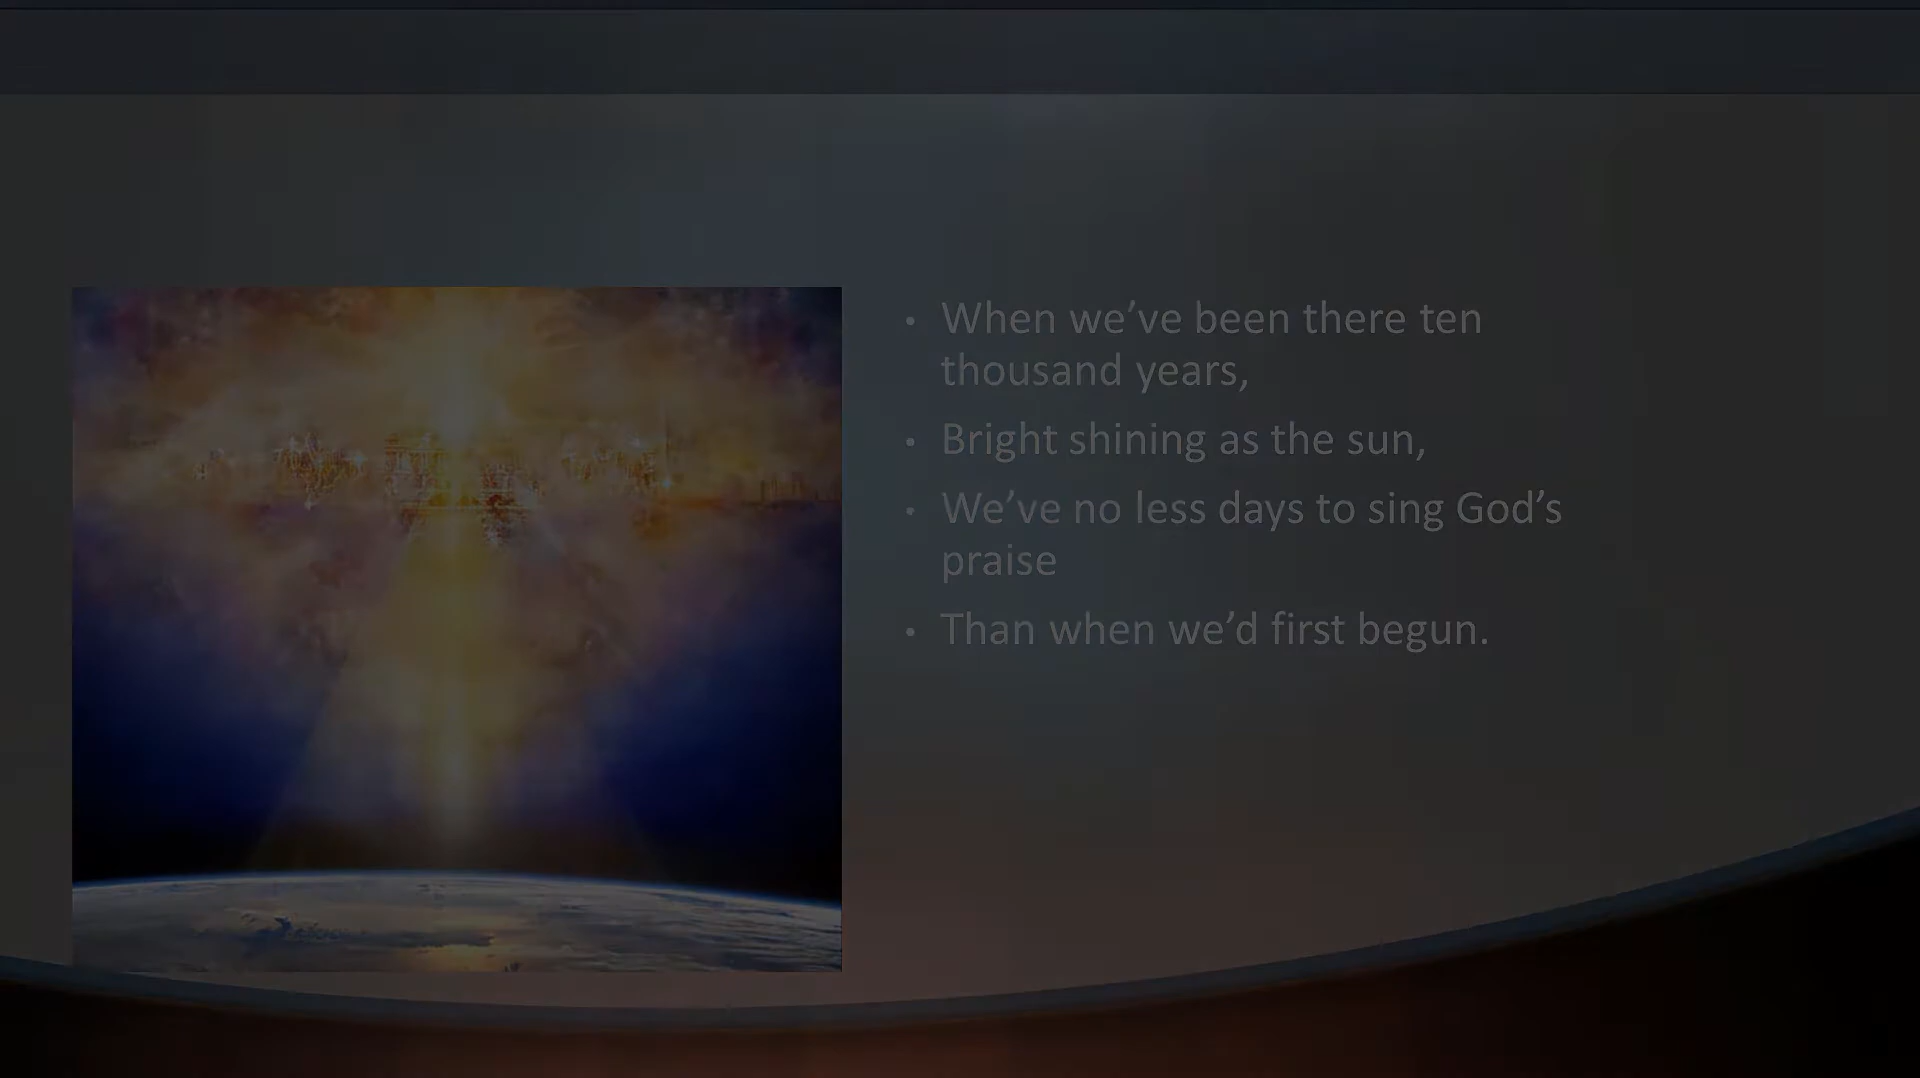 • When we’ve been there ten
thousand years,
• Bright shining as the sun,
• We’ve no less days to sing God’s
praise
• Than when we’d first begun.